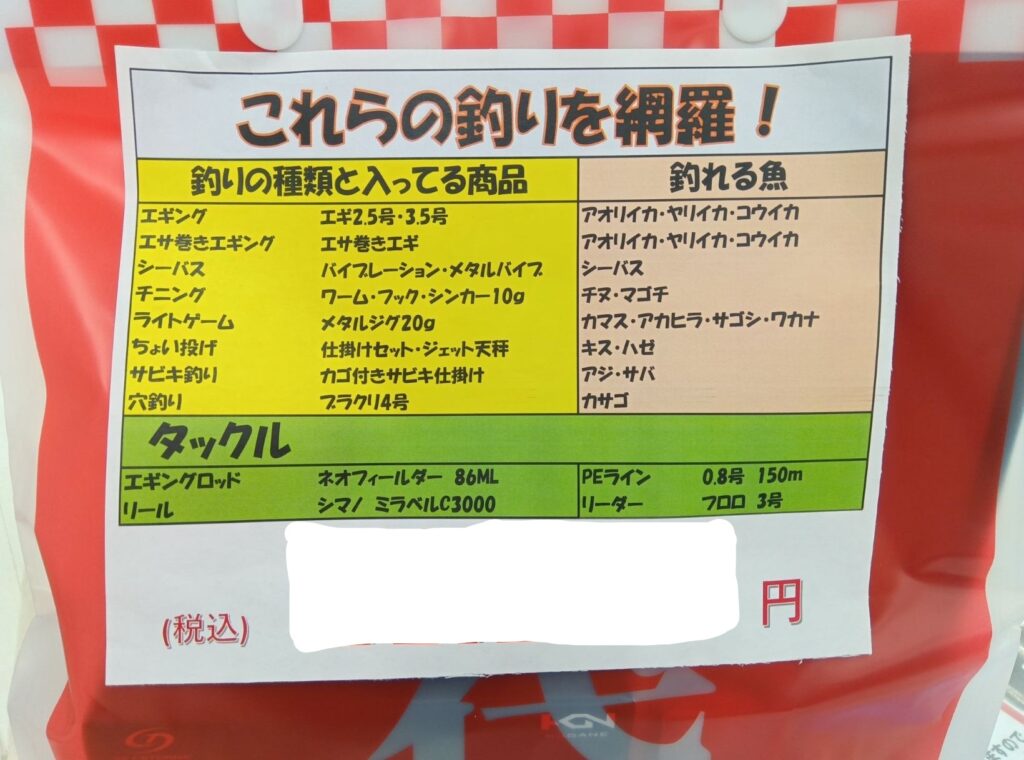 これらの釣りを網羅！
釣りの種類と入ってる商品 釣れる魚
エギング エギ2.5号・3.5号 アオリイカ・ヤリイカ・コウイカ
エサ巻きエギング エサ巻きエギ アオリイカ・ヤリイカ・コウイカ
シーバス バイブレーション・メタルバイブ シーバス
チニング ワーム・フック・シンカー10g チヌ・マゴチ
ライトゲーム メタルジグ20g カマス・アカヒラ・サゴシ・ワカナ
ちょい投げ 仕掛けセット・ジェット天秤 キス・ハゼ
サビキ釣り カゴ付きサビキ仕掛け アジ・サバ
穴釣り ブラクリ4号 カサゴ
タックル
エギングロッド ネオフィールダー 86ML PEライン 0.8号 150m
リール シマノ ミラベルC3000 リーダー フロロ 3号
(税込) 円